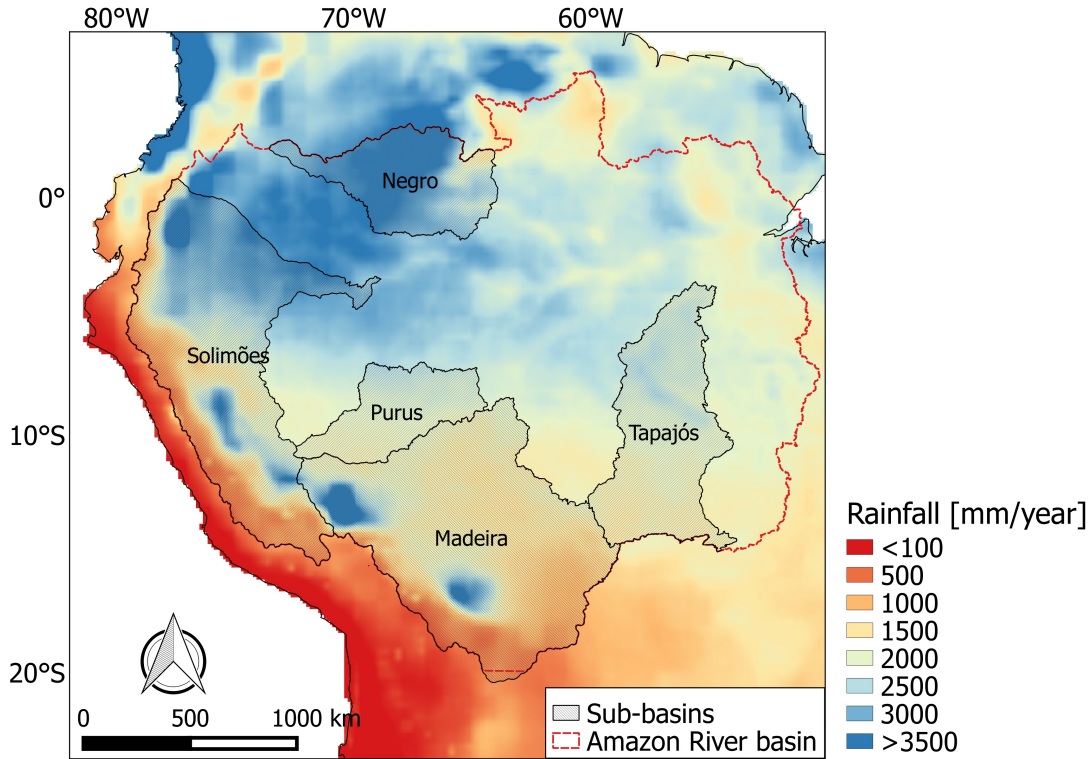 80°W 70°W 60°W
0°
10°S
20°S
Negro
Solimões
Purus
Tapajós
Madeira
0 500 1000 km
Sub-basins
Amazon River basin
Rainfall [mm/year]
<100
500
1000
1500
2000
2500
3000
>3500